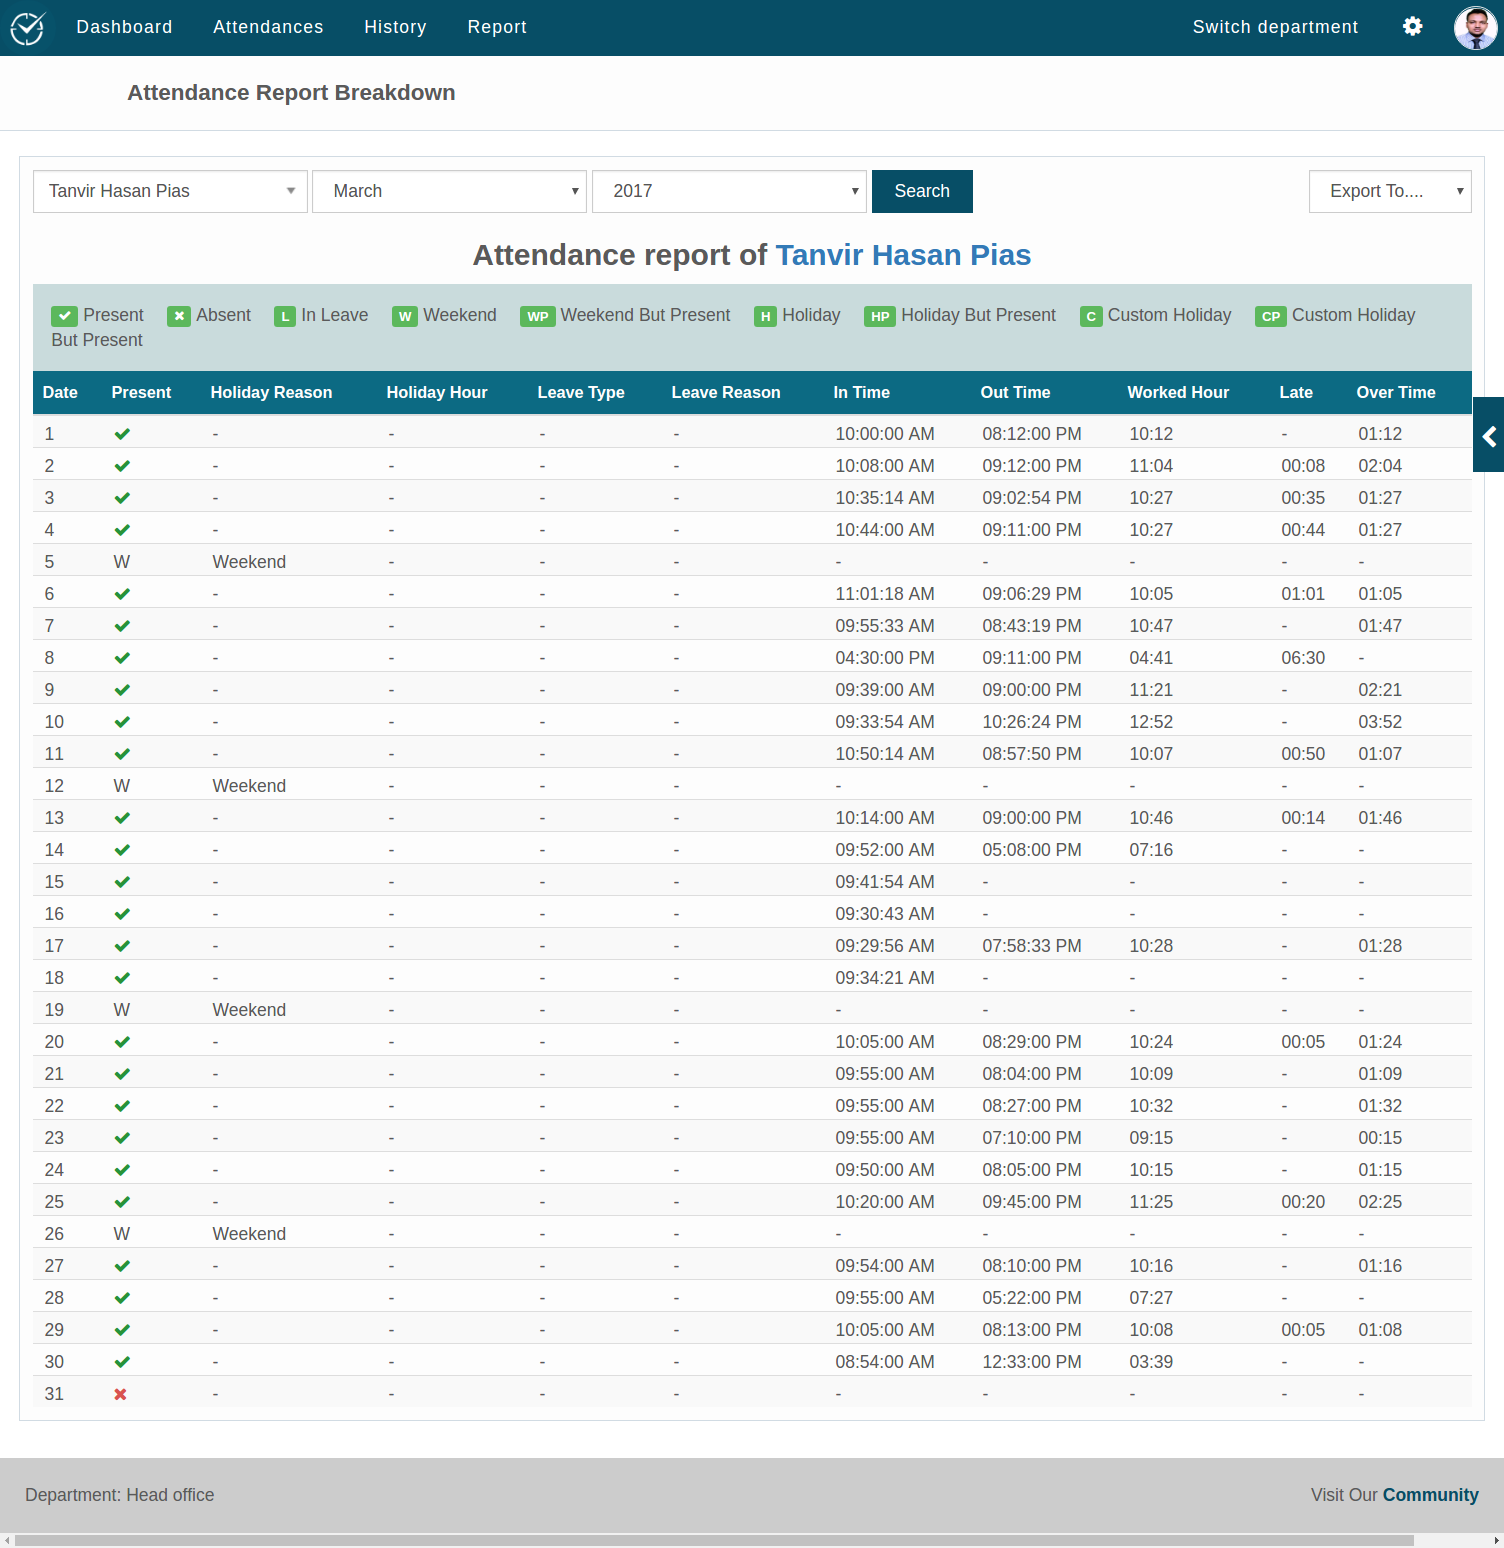 Dashboard Attendances History Report Switch department
Attendance Report Breakdown
Tanvir Hasan Pias March 2017 Search Export To....
Attendance report of Tanvir Hasan Pias
Present Absent L In Leave W Weekend WP Weekend But Present H Holiday HP Holiday But Present C Custom Holiday CP Custom Holiday
But Present
Date Present Holiday Reason Holiday Hour Leave Type Leave Reason In Time Out Time Worked Hour Late Over Time
1 - - - - 10:00:00 AM 08:12:00 PM 10:12 - 01:12
2 - - - - 10:08:00 AM 09:12:00 PM 11:04 00:08 02:04
3 - - - - 10:35:14 AM 09:02:54 PM 10:27 00:35 01:27
4 - - - - 10:44:00 AM 09:11:00 PM 10:27 00:44 01:27
5 W Weekend - - - - - - - -
6 - - - - 11:01:18 AM 09:06:29 PM 10:05 01:01 01:05
7 - - - - 09:55:33 AM 08:43:19 PM 10:47 - 01:47
8 - - - - 04:30:00 PM 09:11:00 PM 04:41 06:30 -
9 - - - - 09:39:00 AM 09:00:00 PM 11:21 - 02:21
10 - - - - 09:33:54 AM 10:26:24 PM 12:52 - 03:52
11 - - - - 10:50:14 AM 08:57:50 PM 10:07 00:50 01:07
12 W Weekend - - - - - - - -
13 - - - - 10:14:00 AM 09:00:00 PM 10:46 00:14 01:46
14 - - - - 09:52:00 AM 05:08:00 PM 07:16 - -
15 - - - - 09:41:54 AM - - - -
16 - - - - 09:30:43 AM - - - -
17 - - - - 09:29:56 AM 07:58:33 PM 10:28 - 01:28
18 - - - - 09:34:21 AM - - - -
19 W Weekend - - - - - - - -
20 - - - - 10:05:00 AM 08:29:00 PM 10:24 00:05 01:24
21 - - - - 09:55:00 AM 08:04:00 PM 10:09 - 01:09
22 - - - - 09:55:00 AM 08:27:00 PM 10:32 - 01:32
23 - - - - 09:55:00 AM 07:10:00 PM 09:15 - 00:15
24 - - - - 09:50:00 AM 08:05:00 PM 10:15 - 01:15
25 - - - - 10:20:00 AM 09:45:00 PM 11:25 00:20 02:25
26 W Weekend - - - - - - - -
27 - - - - 09:54:00 AM 08:10:00 PM 10:16 - 01:16
28 - - - - 09:55:00 AM 05:22:00 PM 07:27 - -
29 - - - - 10:05:00 AM 08:13:00 PM 10:08 00:05 01:08
30 - - - - 08:54:00 AM 12:33:00 PM 03:39 - -
31 - - - - - - - - -
Department: Head office Visit Our Community